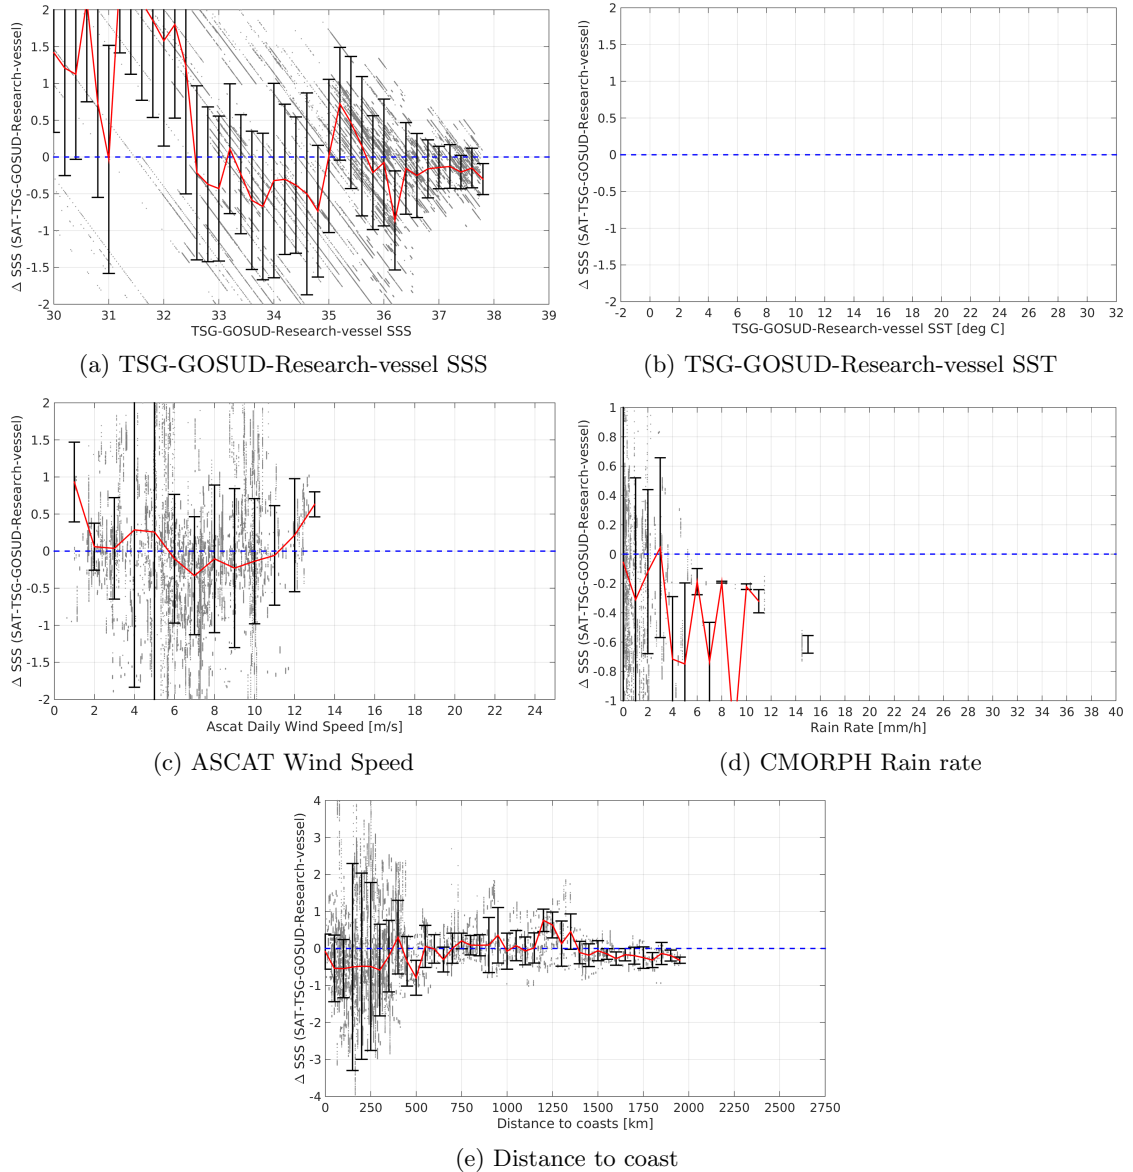 Δ SSS (SAT-TSG-GOSUD-Research-vessel)
2
1.5
1
0.5
0
-0.5
-1
-1.5
-2
30 31 32 33 34 35 36 37 38 39
TSG-GOSUD-Research-vessel SSS
(a) TSG-GOSUD-Research-vessel SSS
Δ SSS (SAT-TSG-GOSUD-Research-vessel)
2
1.5
1
0.5
0
-0.5
-1
-1.5
-2
-2 0 2 4 6 8 10 12 14 16 18 20 22 24 26 28 30 32
TSG-GOSUD-Research-vessel SST [deg C]
(b) TSG-GOSUD-Research-vessel SST
Δ SSS (SAT-TSG-GOSUD-Research-vessel)
2
1.5
1
0.5
0
-0.5
-1
-1.5
-2
0 2 4 6 8 10 12 14 16 18 20 22 24
Ascat Daily Wind Speed [m/s]
(c) ASCAT Wind Speed
Δ SSS (SAT-TSG-GOSUD-Research-vessel)
1
0.8
0.6
0.4
0.2
0
-0.2
-0.4
-0.6
-0.8
-1
0 2 4 6 8 10 12 14 16 18 20 22 24 26 28 30 32 34 36 38 40
Rain Rate [mm/h]
(d) CMORPH Rain rate
Δ SSS (SAT-TSG-GOSUD-Research-vessel)
4
3
2
1
0
-1
-2
-3
-4
0 250 500 750 1000 1250 1500 1750 2000 2250 2500 2750
Distance to coasts [km]
(e) Distance to coast